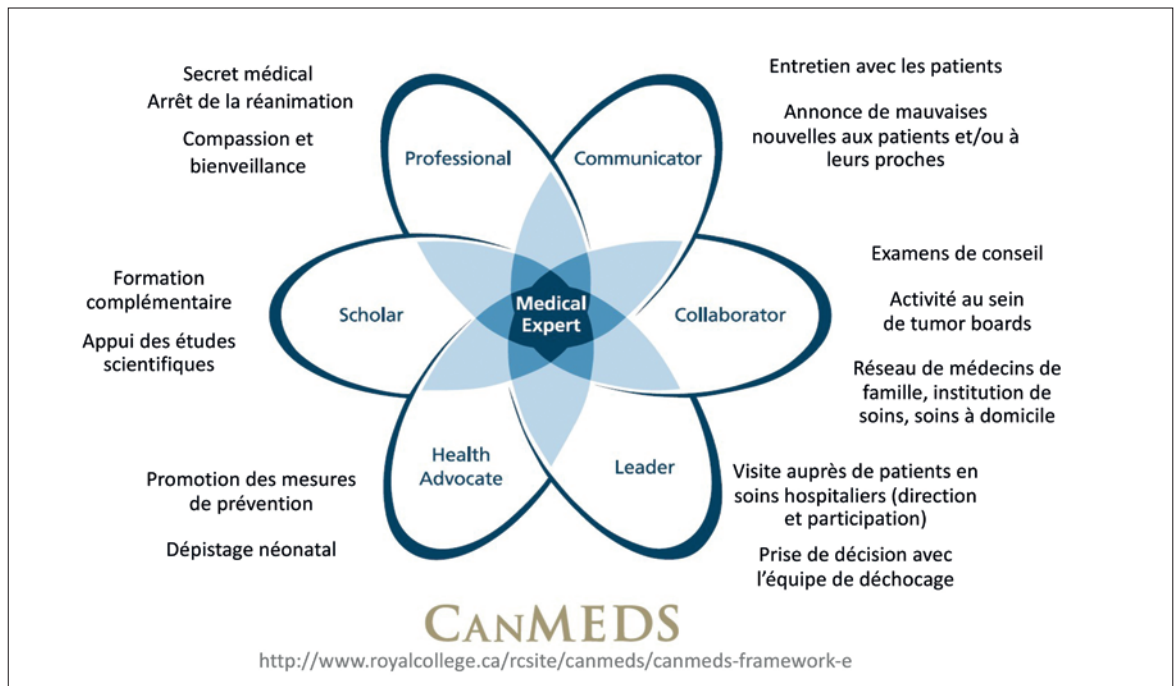 Secret médical
Arrêt de la réanimation
Compassion et
bienveillance
Professional
Communicator
Entretien avec les patients
Annonce de mauvaises
nouvelles aux patients et/ou à
leurs proches
Formation
complémentaire
Appui des études
scientifiques
Scholar
Medical
Expert
Collaborator
Examens de conseil
Activité au sein
de tumor boards
Réseau de médecins de
famille, institution de
soins, soins à domicile
Promotion des mesures
de prévention
Dépistage néonatal
Health
Advocate
Leader
Visite auprès de patients en
soins hospitaliers (direction
et participation)
Prise de décision avec
l'équipe de déchocage
CANMEDS
http://www.royalcollege.ca/rcsite/canmeds/canmeds-framework-e